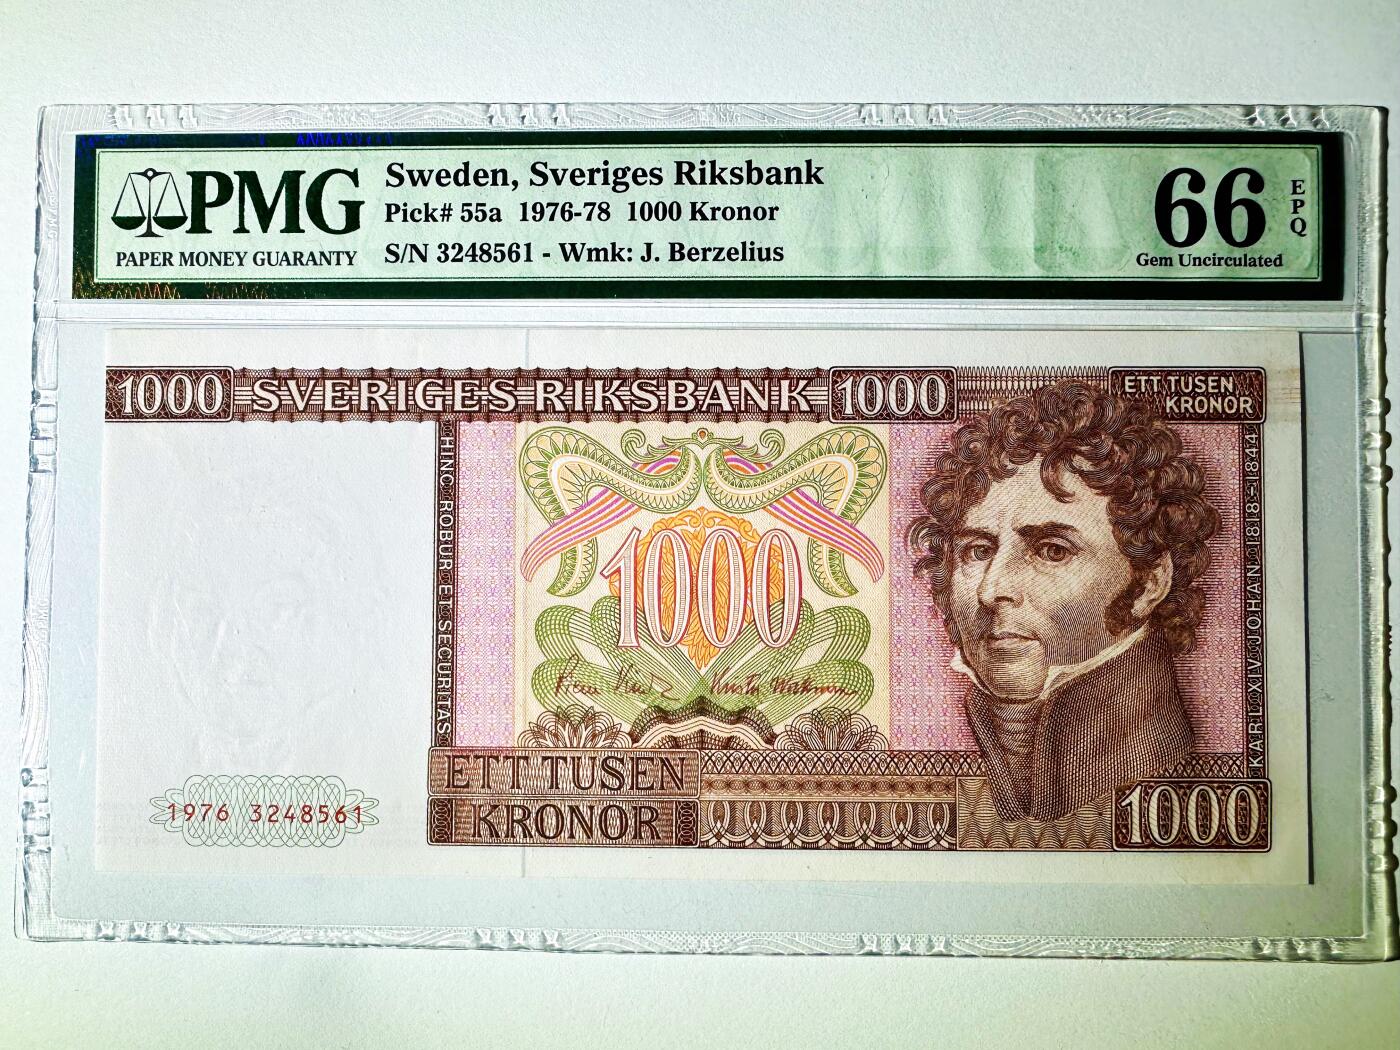 PMG
PAPER MONEY GUARANTY
Sweden, Sveriges Riksbank
Pick# 55a 1976-78 1000 Kronor
S/N 3248561 - Wmk: J. Berzelius
66
EPQ
Gem Uncirculated
1000 SVERIGES RIKSBANK 1000
ETT TUSEN
KRONOR
HINC ROBUR ET SECURITAS
1000
KARL XIV JOHAN 1818-1844
ETT TUSEN
KRONOR
1976 3248561
1000